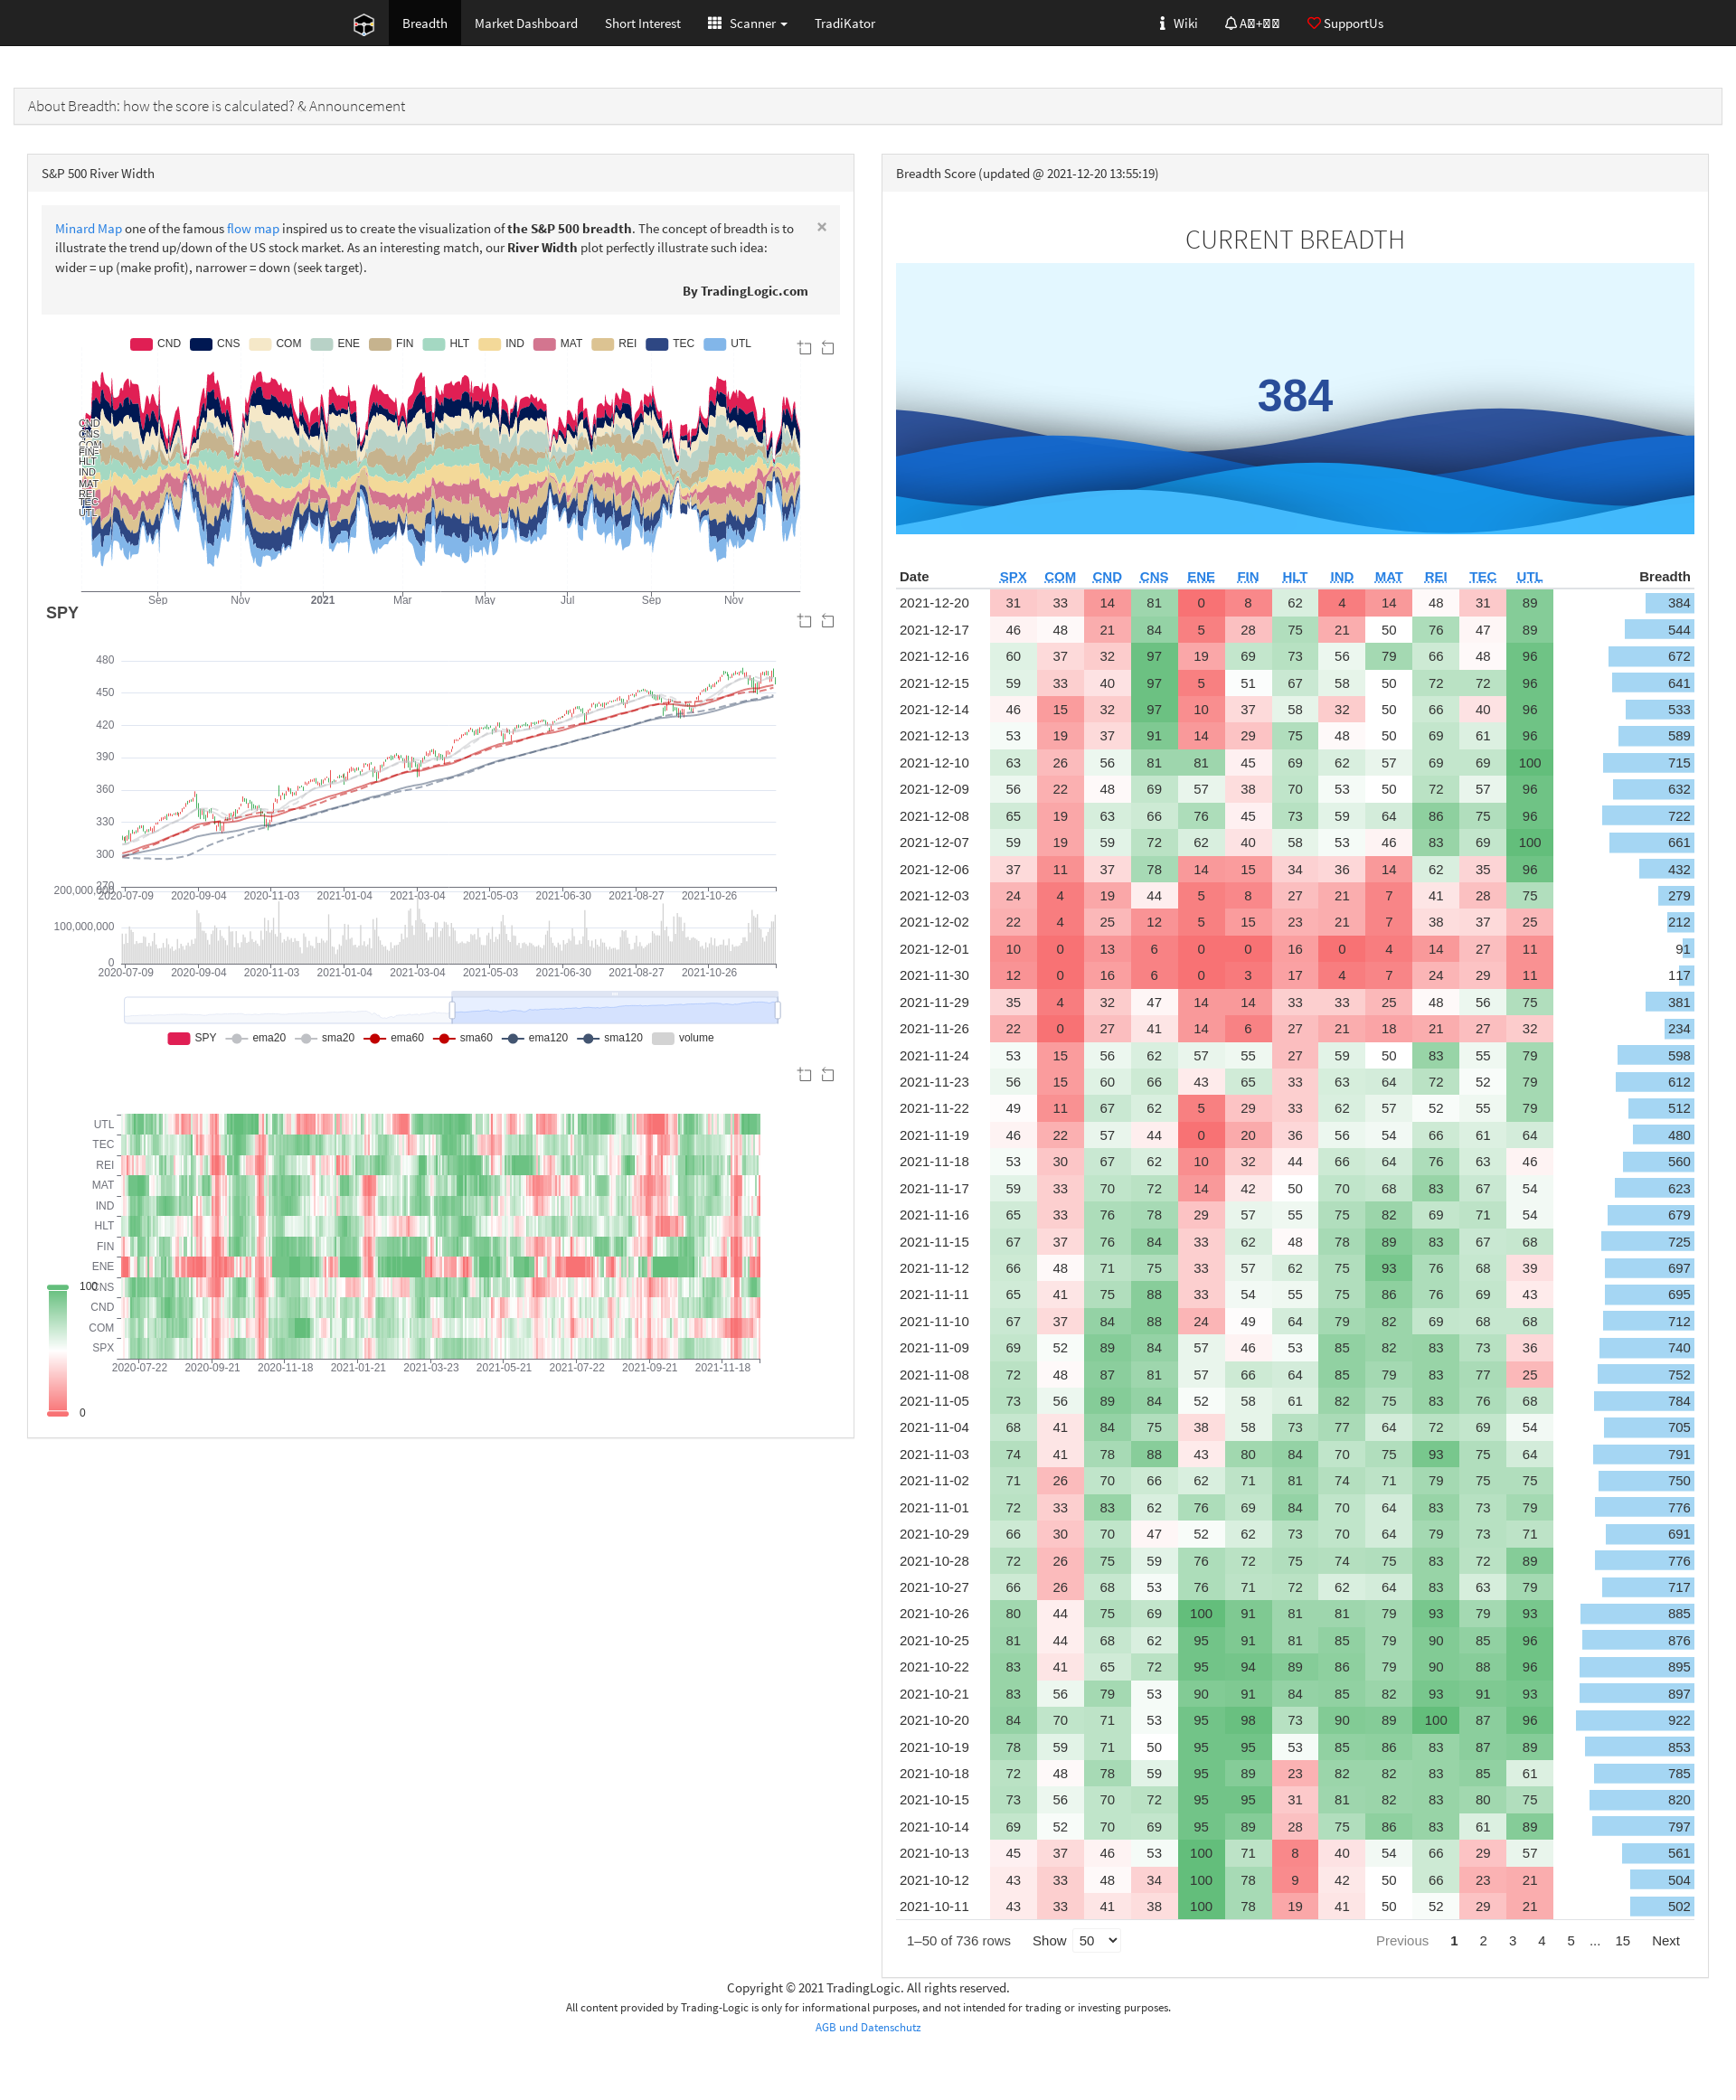 Breadth Market Dashboard Short Interest Scanner TradiKator Wiki SupportUs
About Breadth: how the score is calculated? & Announcement
S&P 500 River Width
Minard Map one of the famous flow map inspired us to create the visualization of the S&P 500 breadth. The concept of breadth is to
illustrate the trend up/down of the US stock market. As an interesting match, our River Width plot perfectly illustrate such idea:
wider = up (make profit), narrower = down (seek target).
×
By TradingLogic.com
CND CNS COM ENE FIN HLT IND MAT REI TEC UTL
CND
CNS
COM
FIN
HLT
IND
MAT
REI
TEC
UTL
Sep Nov 2021 Mar May Jul Sep Nov
SPY
480
450
420
390
360
330
300
270
2020-07-09 2020-09-04 2020-11-03 2021-01-04 2021-03-04 2021-05-03 2021-06-30 2021-08-27 2021-10-26
200,000,000
100,000,000
0
2020-07-09 2020-09-04 2020-11-03 2021-01-04 2021-03-04 2021-05-03 2021-06-30 2021-08-27 2021-10-26
SPY ema20 sma20 ema60 sma60 ema120 sma120 volume
UTL
TEC
REI
MAT
IND
HLT
FIN
ENE
CNS
CND
COM
SPX
2020-07-22 2020-09-21 2020-11-18 2021-01-21 2021-03-23 2021-05-21 2021-07-22 2021-09-21 2021-11-18
100
0
Breadth Score (updated @ 2021-12-20 13:55:19)
CURRENT BREADTH
384
Date SPX COM CND CNS ENE FIN HLT IND MAT REI TEC UTL Breadth
2021-12-20 31 33 14 81 0 8 62 4 14 48 31 89 384
2021-12-17 46 48 21 84 5 28 75 21 50 76 47 89 544
2021-12-16 60 37 32 97 19 69 73 56 79 66 48 96 672
2021-12-15 59 33 40 97 5 51 67 58 50 72 72 96 641
2021-12-14 46 15 32 97 10 37 58 32 50 66 40 96 533
2021-12-13 53 19 37 91 14 29 75 48 50 69 61 96 589
2021-12-10 63 26 56 81 81 45 69 62 57 69 69 100 715
2021-12-09 56 22 48 69 57 38 70 53 50 72 57 96 632
2021-12-08 65 19 63 66 76 45 73 59 64 86 75 96 722
2021-12-07 59 19 59 72 62 40 58 53 46 83 69 100 661
2021-12-06 37 11 37 78 14 15 34 36 14 62 35 96 432
2021-12-03 24 4 19 44 5 8 27 21 7 41 28 75 279
2021-12-02 22 4 25 12 5 15 23 21 7 38 37 25 212
2021-12-01 10 0 13 6 0 0 16 0 4 14 27 11 91
2021-11-30 12 0 16 6 0 3 17 4 7 24 29 11 117
2021-11-29 35 4 32 47 14 14 33 33 25 48 56 75 381
2021-11-26 22 0 27 41 14 6 27 21 18 21 27 32 234
2021-11-24 53 15 56 62 57 55 27 59 50 83 55 79 598
2021-11-23 56 15 60 66 43 65 33 63 64 72 52 79 612
2021-11-22 49 11 67 62 5 29 33 62 57 52 55 79 512
2021-11-19 46 22 57 44 0 20 36 56 54 66 61 64 480
2021-11-18 53 30 67 62 10 32 44 66 64 76 63 46 560
2021-11-17 59 33 70 72 14 42 50 70 68 83 67 54 623
2021-11-16 65 33 76 78 29 57 55 75 82 69 71 54 679
2021-11-15 67 37 76 84 33 62 48 78 89 83 67 68 725
2021-11-12 66 48 71 75 33 57 62 75 93 76 68 39 697
2021-11-11 65 41 75 88 33 54 55 75 86 76 69 43 695
2021-11-10 67 37 84 88 24 49 64 79 82 69 68 68 712
2021-11-09 69 52 89 84 57 46 53 85 82 83 73 36 740
2021-11-08 72 48 87 81 57 66 64 85 79 83 77 25 752
2021-11-05 73 56 89 84 52 58 61 82 75 83 76 68 784
2021-11-04 68 41 84 75 38 58 73 77 64 72 69 54 705
2021-11-03 74 41 78 88 43 80 84 70 75 93 75 64 791
2021-11-02 71 26 70 66 62 71 81 74 71 79 75 75 750
2021-11-01 72 33 83 62 76 69 84 70 64 83 73 79 776
2021-10-29 66 30 70 47 52 62 73 70 64 79 73 71 691
2021-10-28 72 26 75 59 76 72 75 74 75 83 72 89 776
2021-10-27 66 26 68 53 76 71 72 62 64 83 63 79 717
2021-10-26 80 44 75 69 100 91 81 81 79 93 79 93 885
2021-10-25 81 44 68 62 95 91 81 85 79 90 85 96 876
2021-10-22 83 41 65 72 95 94 89 86 79 90 88 96 895
2021-10-21 83 56 79 53 90 91 84 85 82 93 91 93 897
2021-10-20 84 70 71 53 95 98 73 90 89 100 87 96 922
2021-10-19 78 59 71 50 95 95 53 85 86 83 87 89 853
2021-10-18 72 48 78 59 95 89 23 82 82 83 85 61 785
2021-10-15 73 56 70 72 95 95 31 81 82 83 80 75 820
2021-10-14 69 52 70 69 95 89 28 75 86 83 61 89 797
2021-10-13 45 37 46 53 100 71 8 40 54 66 29 57 561
2021-10-12 43 33 48 34 100 78 9 42 50 66 23 21 504
2021-10-11 43 33 41 38 100 78 19 41 50 52 29 21 502
1–50 of 736 rows Show 50 Previous 1 2 3 4 5 ... 15 Next
Copyright © 2021 TradingLogic. All rights reserved.
All content provided by Trading-Logic is only for informational purposes, and not intended for trading or investing purposes.
AGB und Datenschutz